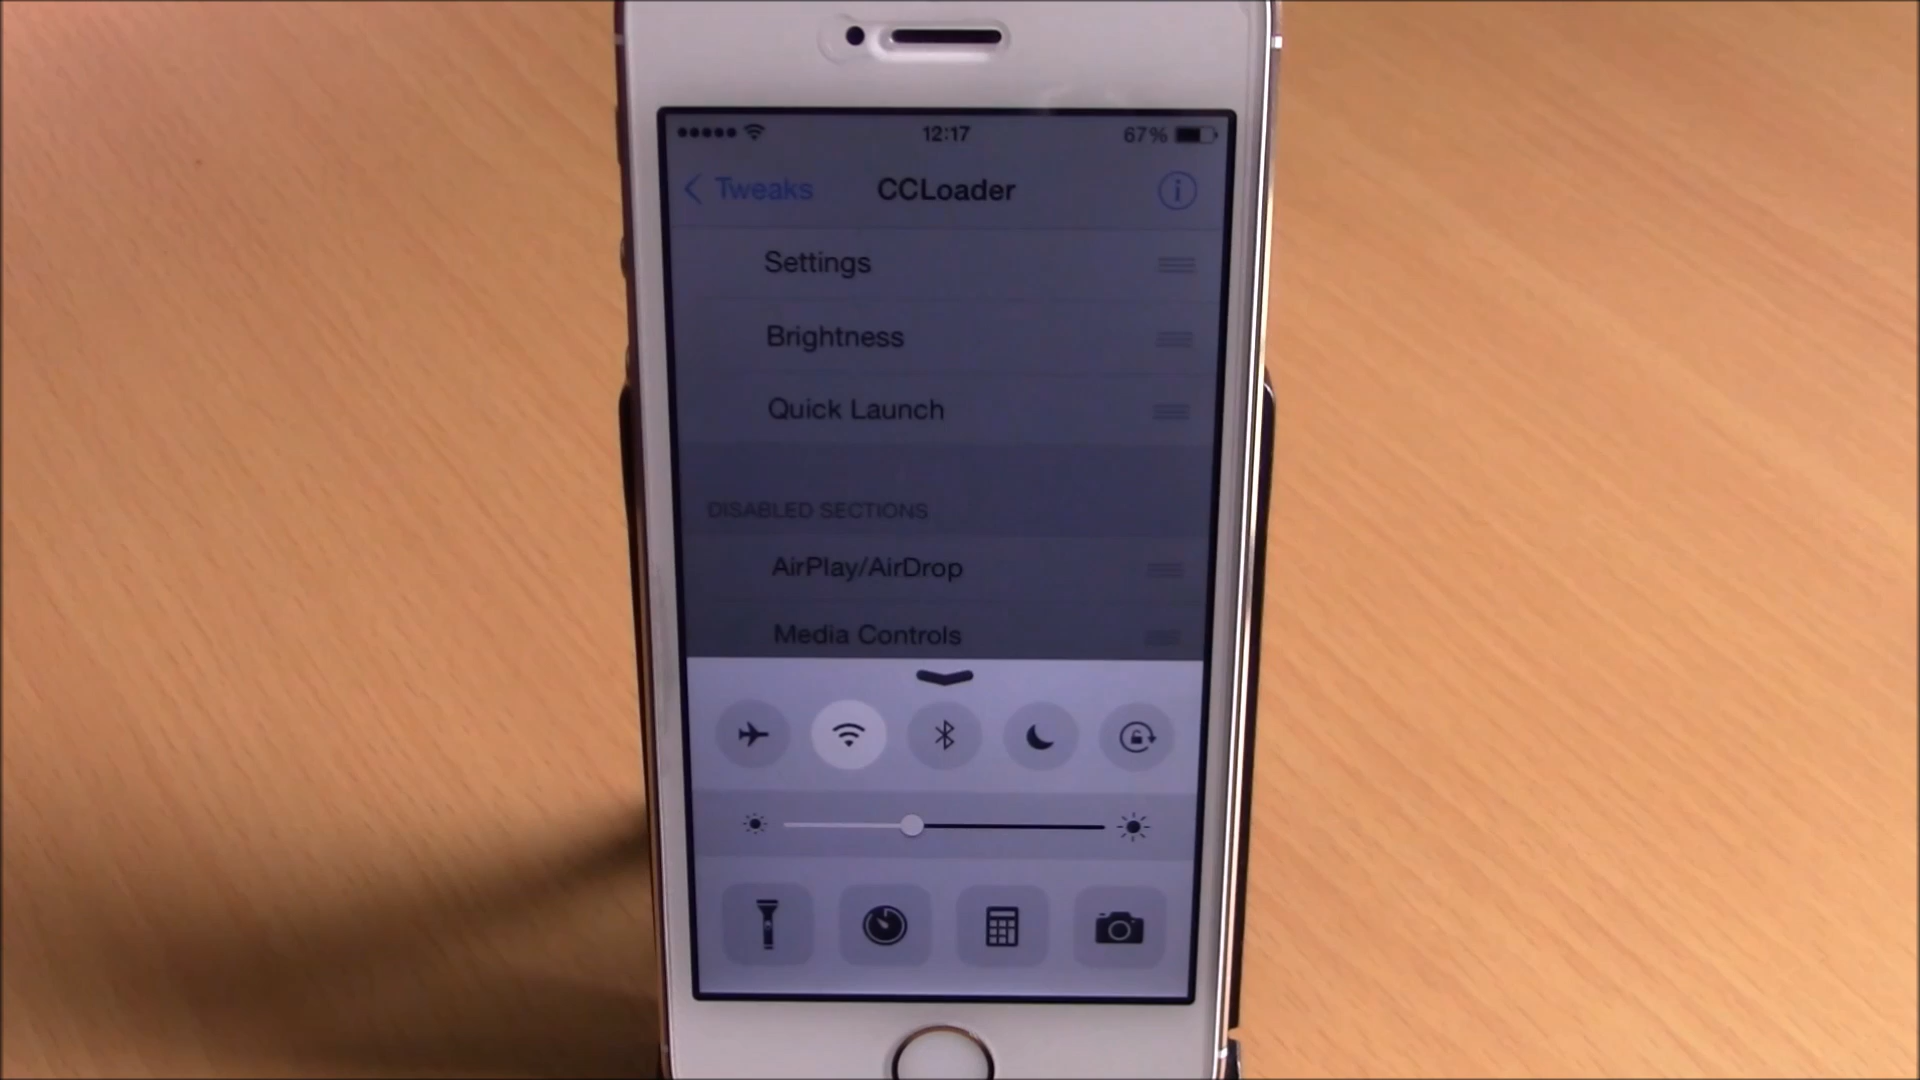 12:17
67%
Tweaks
CCLoader
Settings
Brightness
Quick Launch
DISABLED SECTIONS
AirPlay/AirDrop
Media Controls